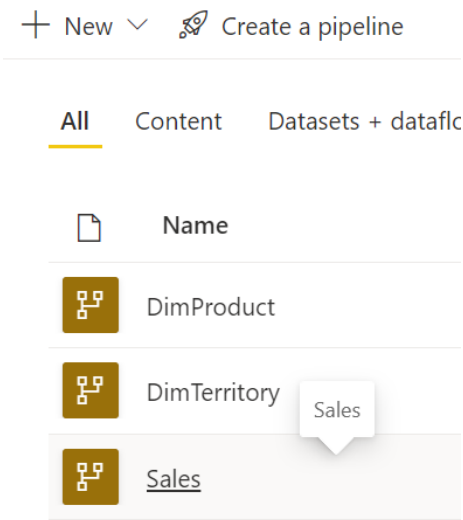 New Create a pipeline
All Content Datasets + dataflo
Name
DimProduct
DimTerritory
Sales
Sales